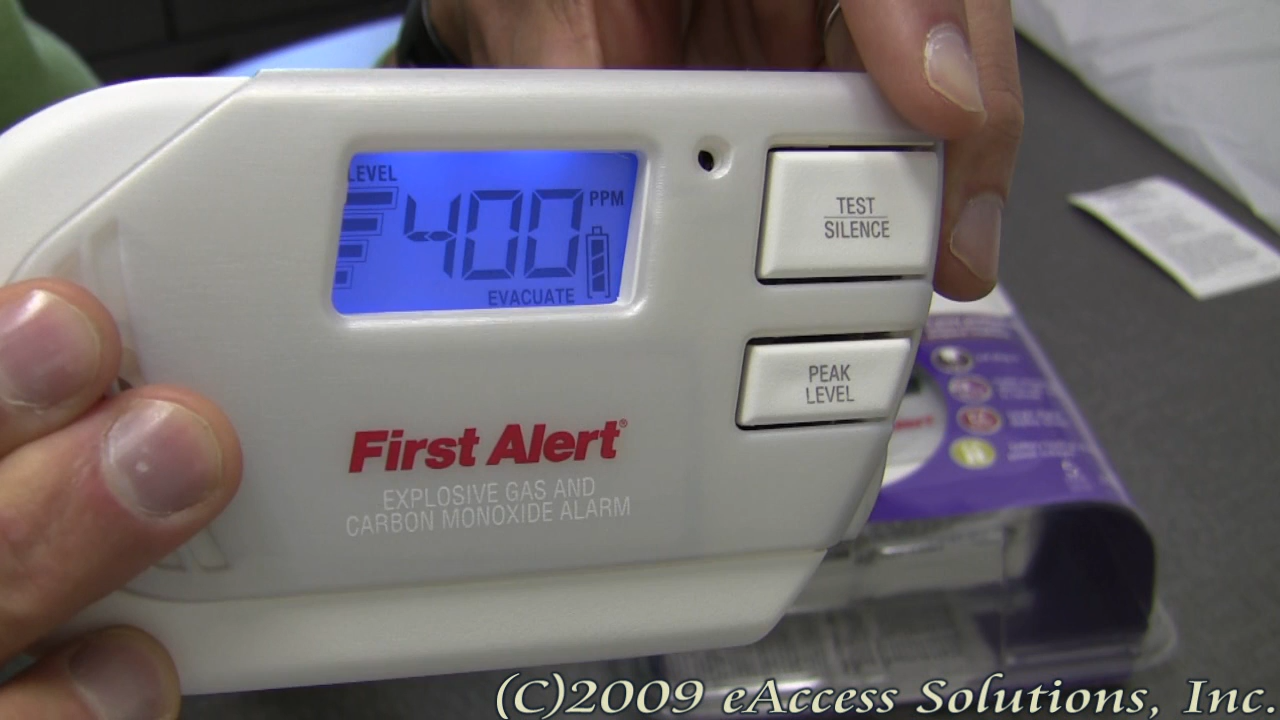 LEVEL
400 PPM
EVACUATE
TEST
SILENCE
PEAK
LEVEL
First Alert®
EXPLOSIVE GAS AND
CARBON MONOXIDE ALARM
(C)2009 eAccess Solutions, Inc.